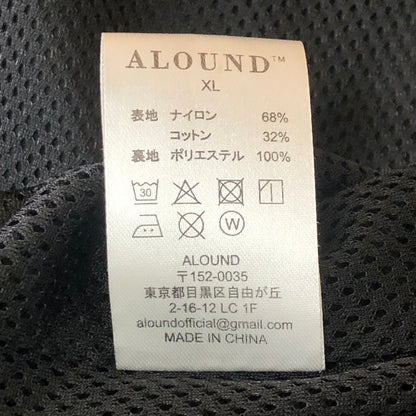 ALOUND™
XL
表地 ナイロン 68%
コットン 32%
裏地 ポリエステル 100%
30
W
ALOUND
〒152-0035
東京都目黒区自由が丘
2-16-12 LC 1F
aloundofficial@gmail.com
MADE IN CHINA